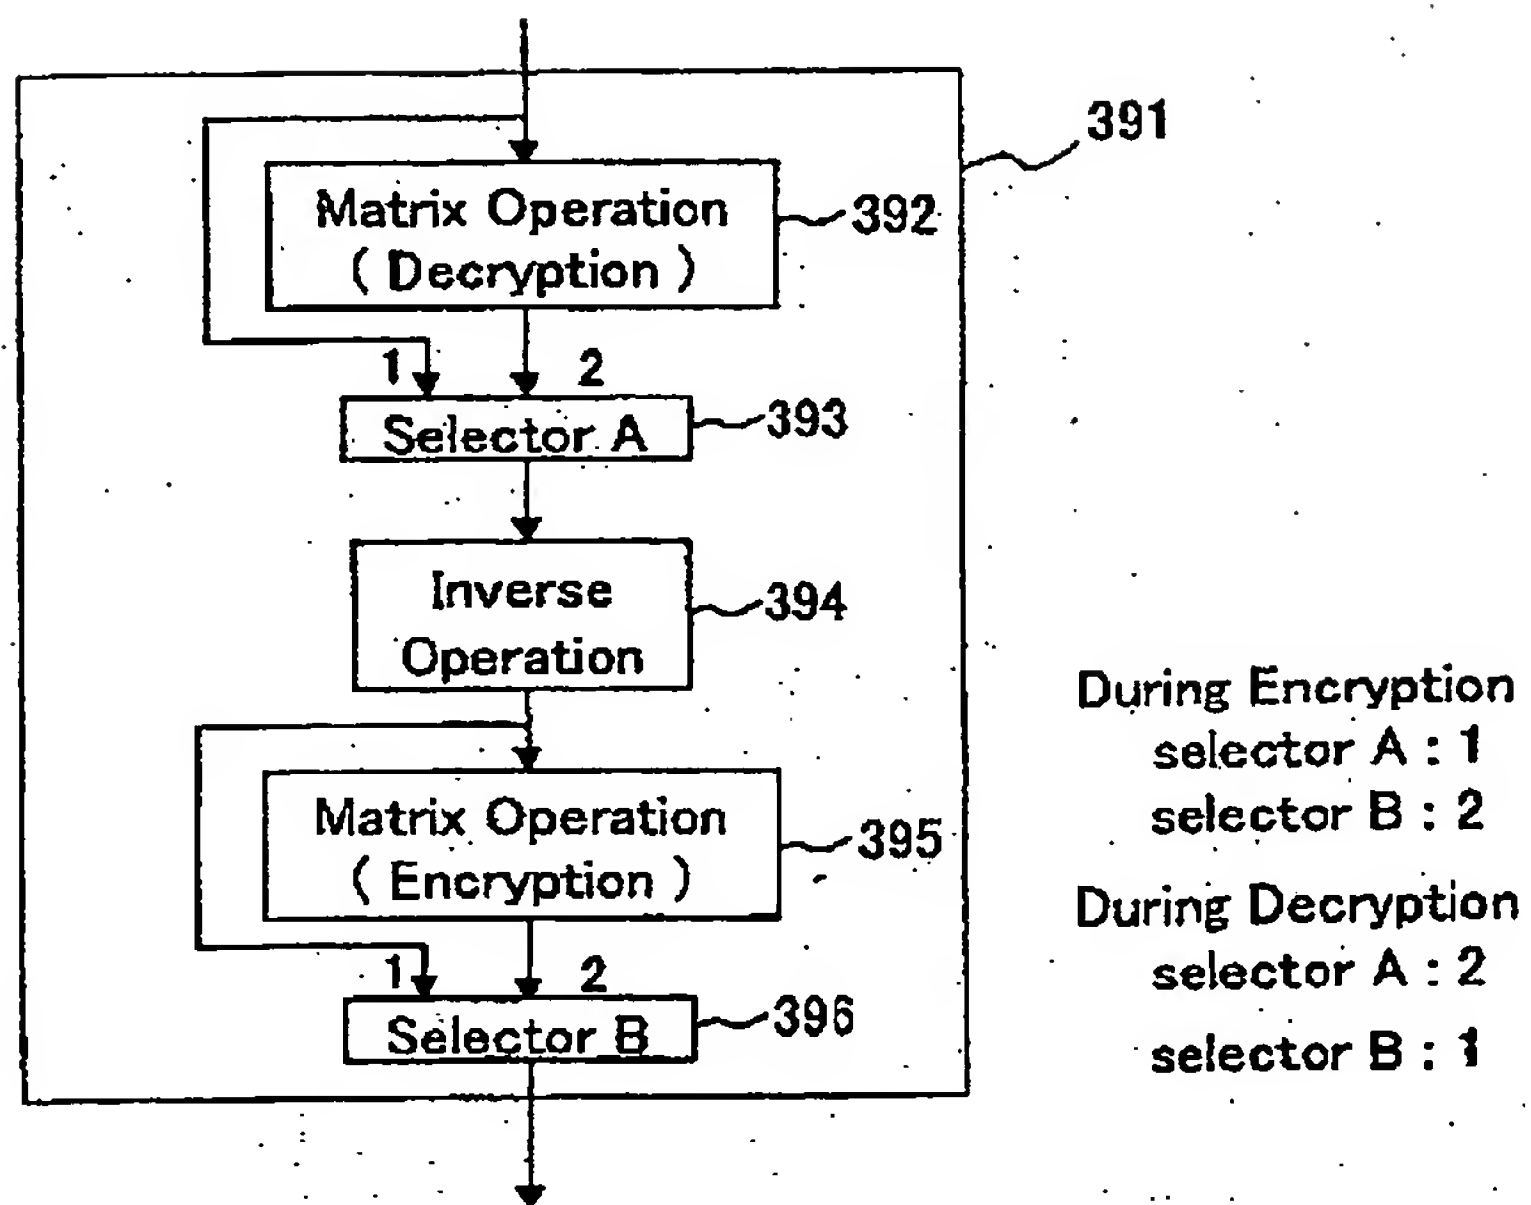 391
Matrix Operation
( Decryption )
392
1
2
Selector A
393
Inverse
Operation
394
Matrix Operation
( Encryption )
395
1
2
Selector B
396
During Encryption
selector A : 1
selector B : 2
During Decryption
selector A : 2
selector B : 1